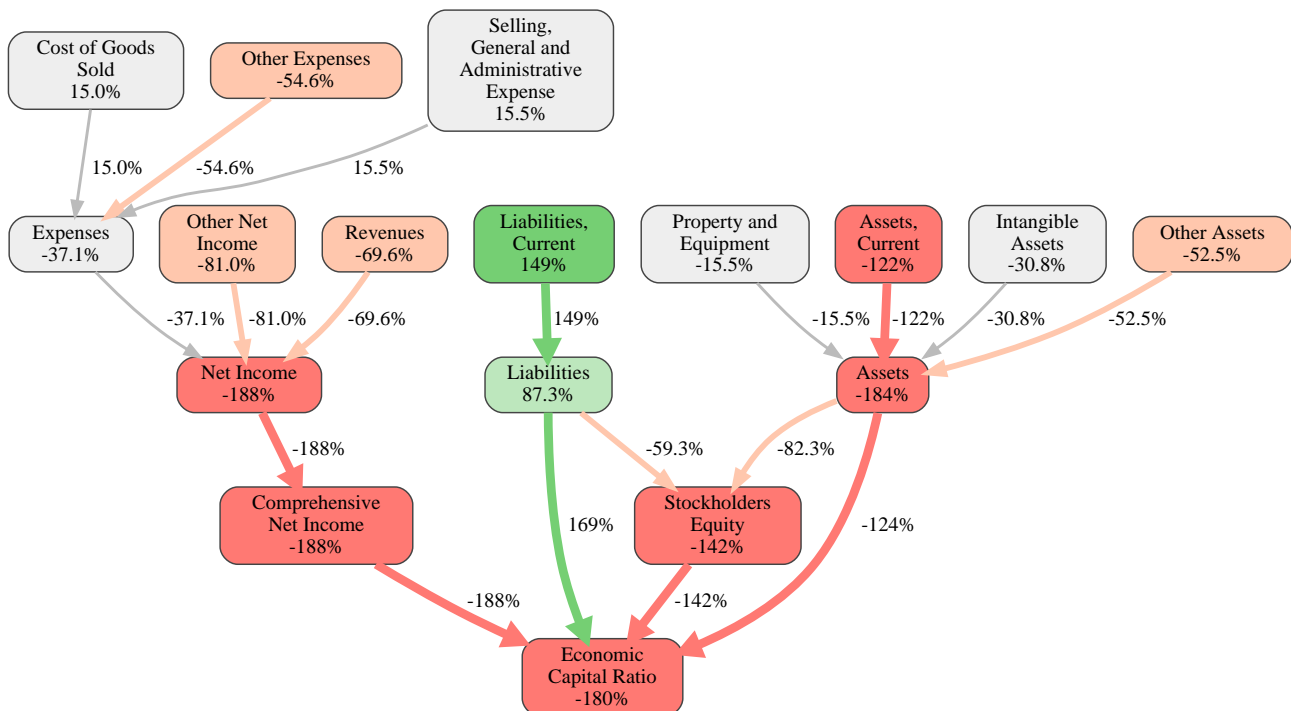 Cost of Goods
Sold
15.0%
Other Expenses
-54.6%
Selling,
General and
Administrative
Expense
15.5%
15.0%
-54.6%
15.5%
Expenses
-37.1%
Other Net
Income
-81.0%
Revenues
-69.6%
Liabilities,
Current
149%
Property and
Equipment
-15.5%
Assets,
Current
-122%
Intangible
Assets
-30.8%
Other Assets
-52.5%
-37.1%
-81.0%
-69.6%
149%
-15.5%
-122%
-30.8%
-52.5%
Net Income
-188%
Liabilities
87.3%
Assets
-184%
-188%
-59.3%
-82.3%
Comprehensive
Net Income
-188%
169%
Stockholders
Equity
-142%
-124%
-188%
-142%
Economic
Capital Ratio
-180%